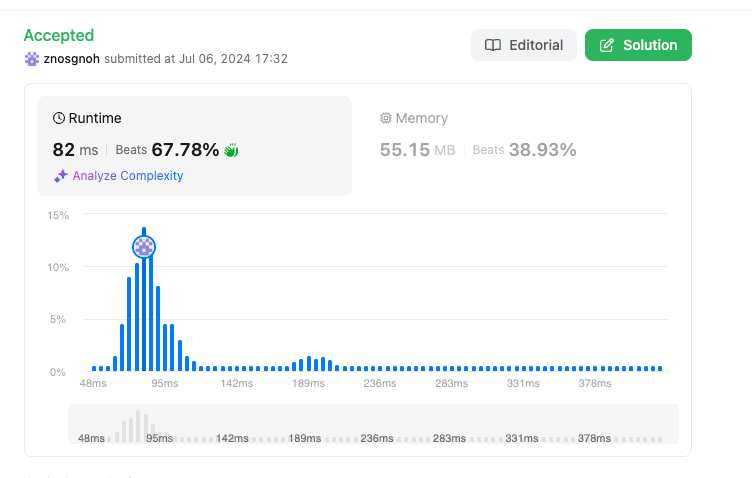 Accepted
Editorial
Solution
znosgnoh submitted at Jul 06, 2024 17:32
Runtime
Memory
82 ms | Beats 67.78%
55.15 MB | Beats 38.93%
Analyze Complexity
15%
10%
5%
0%
48ms 95ms 142ms 189ms 236ms 283ms 331ms 378ms
48ms 95ms 142ms 189ms 236ms 283ms 331ms 378ms